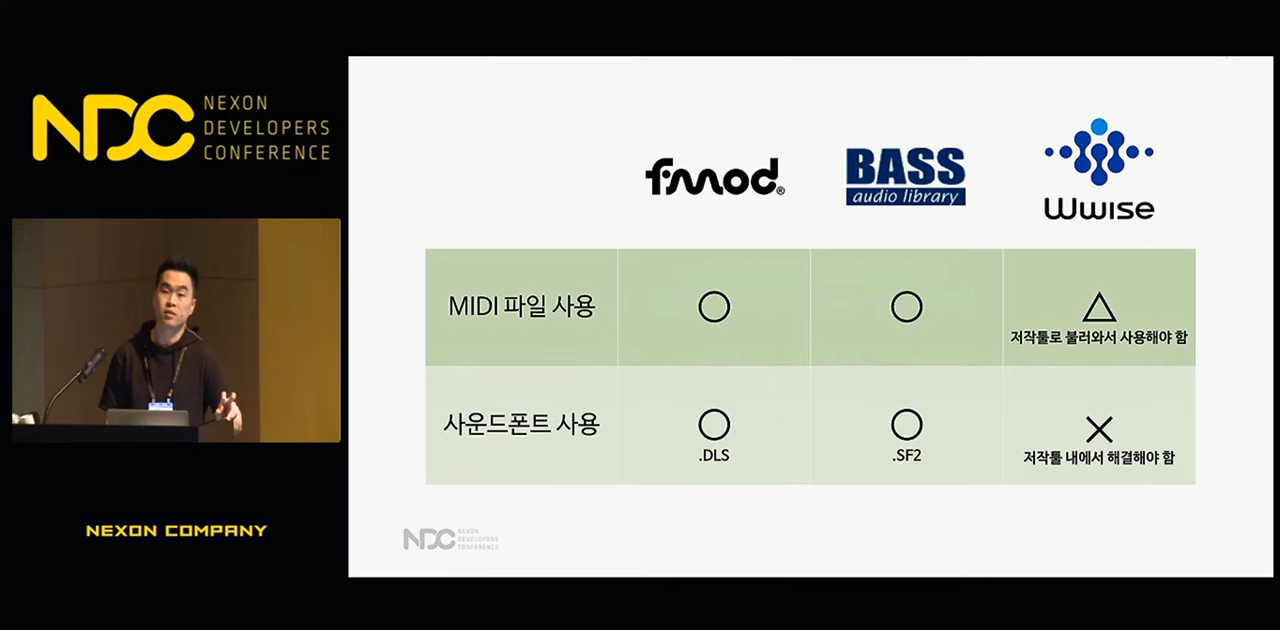 NDC
NEXON
DEVELOPERS
CONFERENCE
NEXON COMPANY
fmod®
BASS
audio library
Wwise
MIDI 파일 사용
○
○
△
저작툴로 불러와서 사용해야 함
사운드폰트 사용
○
.DLS
○
.SF2
×
저작툴 내에서 해결해야 함
NDC
NEXON
DEVELOPERS
CONFERENCE